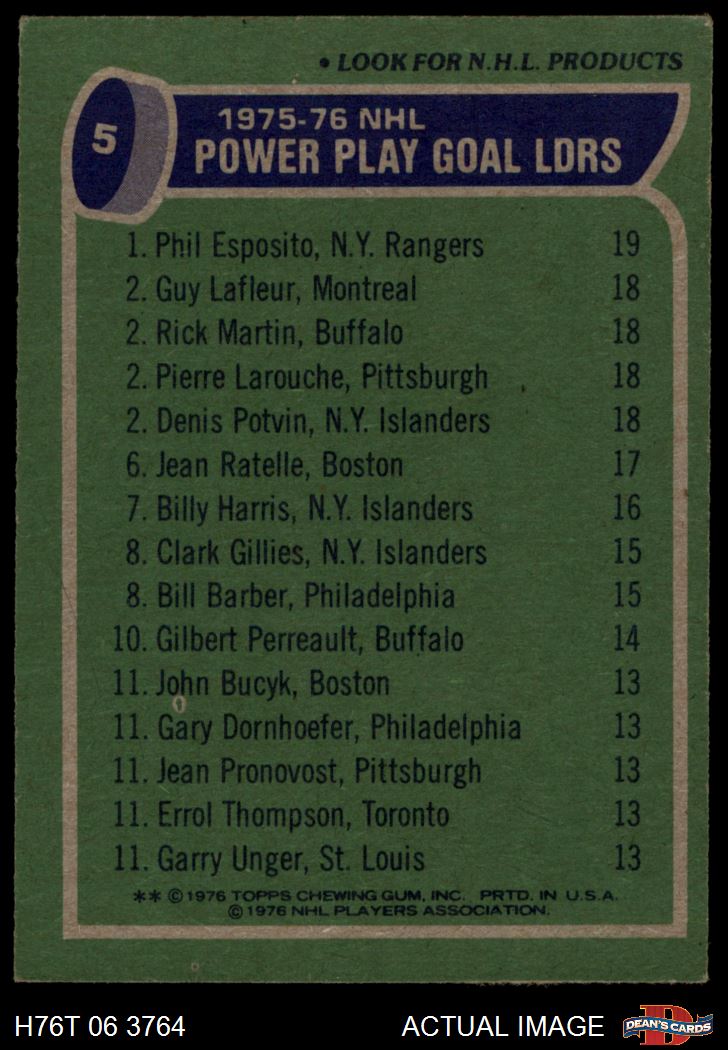 • LOOK FOR N.H.L. PRODUCTS
5
1975-76 NHL
POWER PLAY GOAL LDRS
1. Phil Esposito, N.Y. Rangers 19
2. Guy Lafleur, Montreal 18
2. Rick Martin, Buffalo 18
2. Pierre Larouche, Pittsburgh 18
2. Denis Potvin, N.Y. Islanders 18
6. Jean Ratelle, Boston 17
7. Billy Harris, N.Y. Islanders 16
8. Clark Gillies, N.Y. Islanders 15
8. Bill Barber, Philadelphia 15
10. Gilbert Perreault, Buffalo 14
11. John Bucyk, Boston 13
11. Gary Dornhoefer, Philadelphia 13
11. Jean Pronovost, Pittsburgh 13
11. Errol Thompson, Toronto 13
11. Garry Unger, St. Louis 13
** © 1976 TOPPS CHEWING GUM, INC. PRTD. IN U.S.A.
© 1976 NHL PLAYERS ASSOCIATION.
H76T 06 3764 ACTUAL IMAGE
D
DEAN'S CARDS